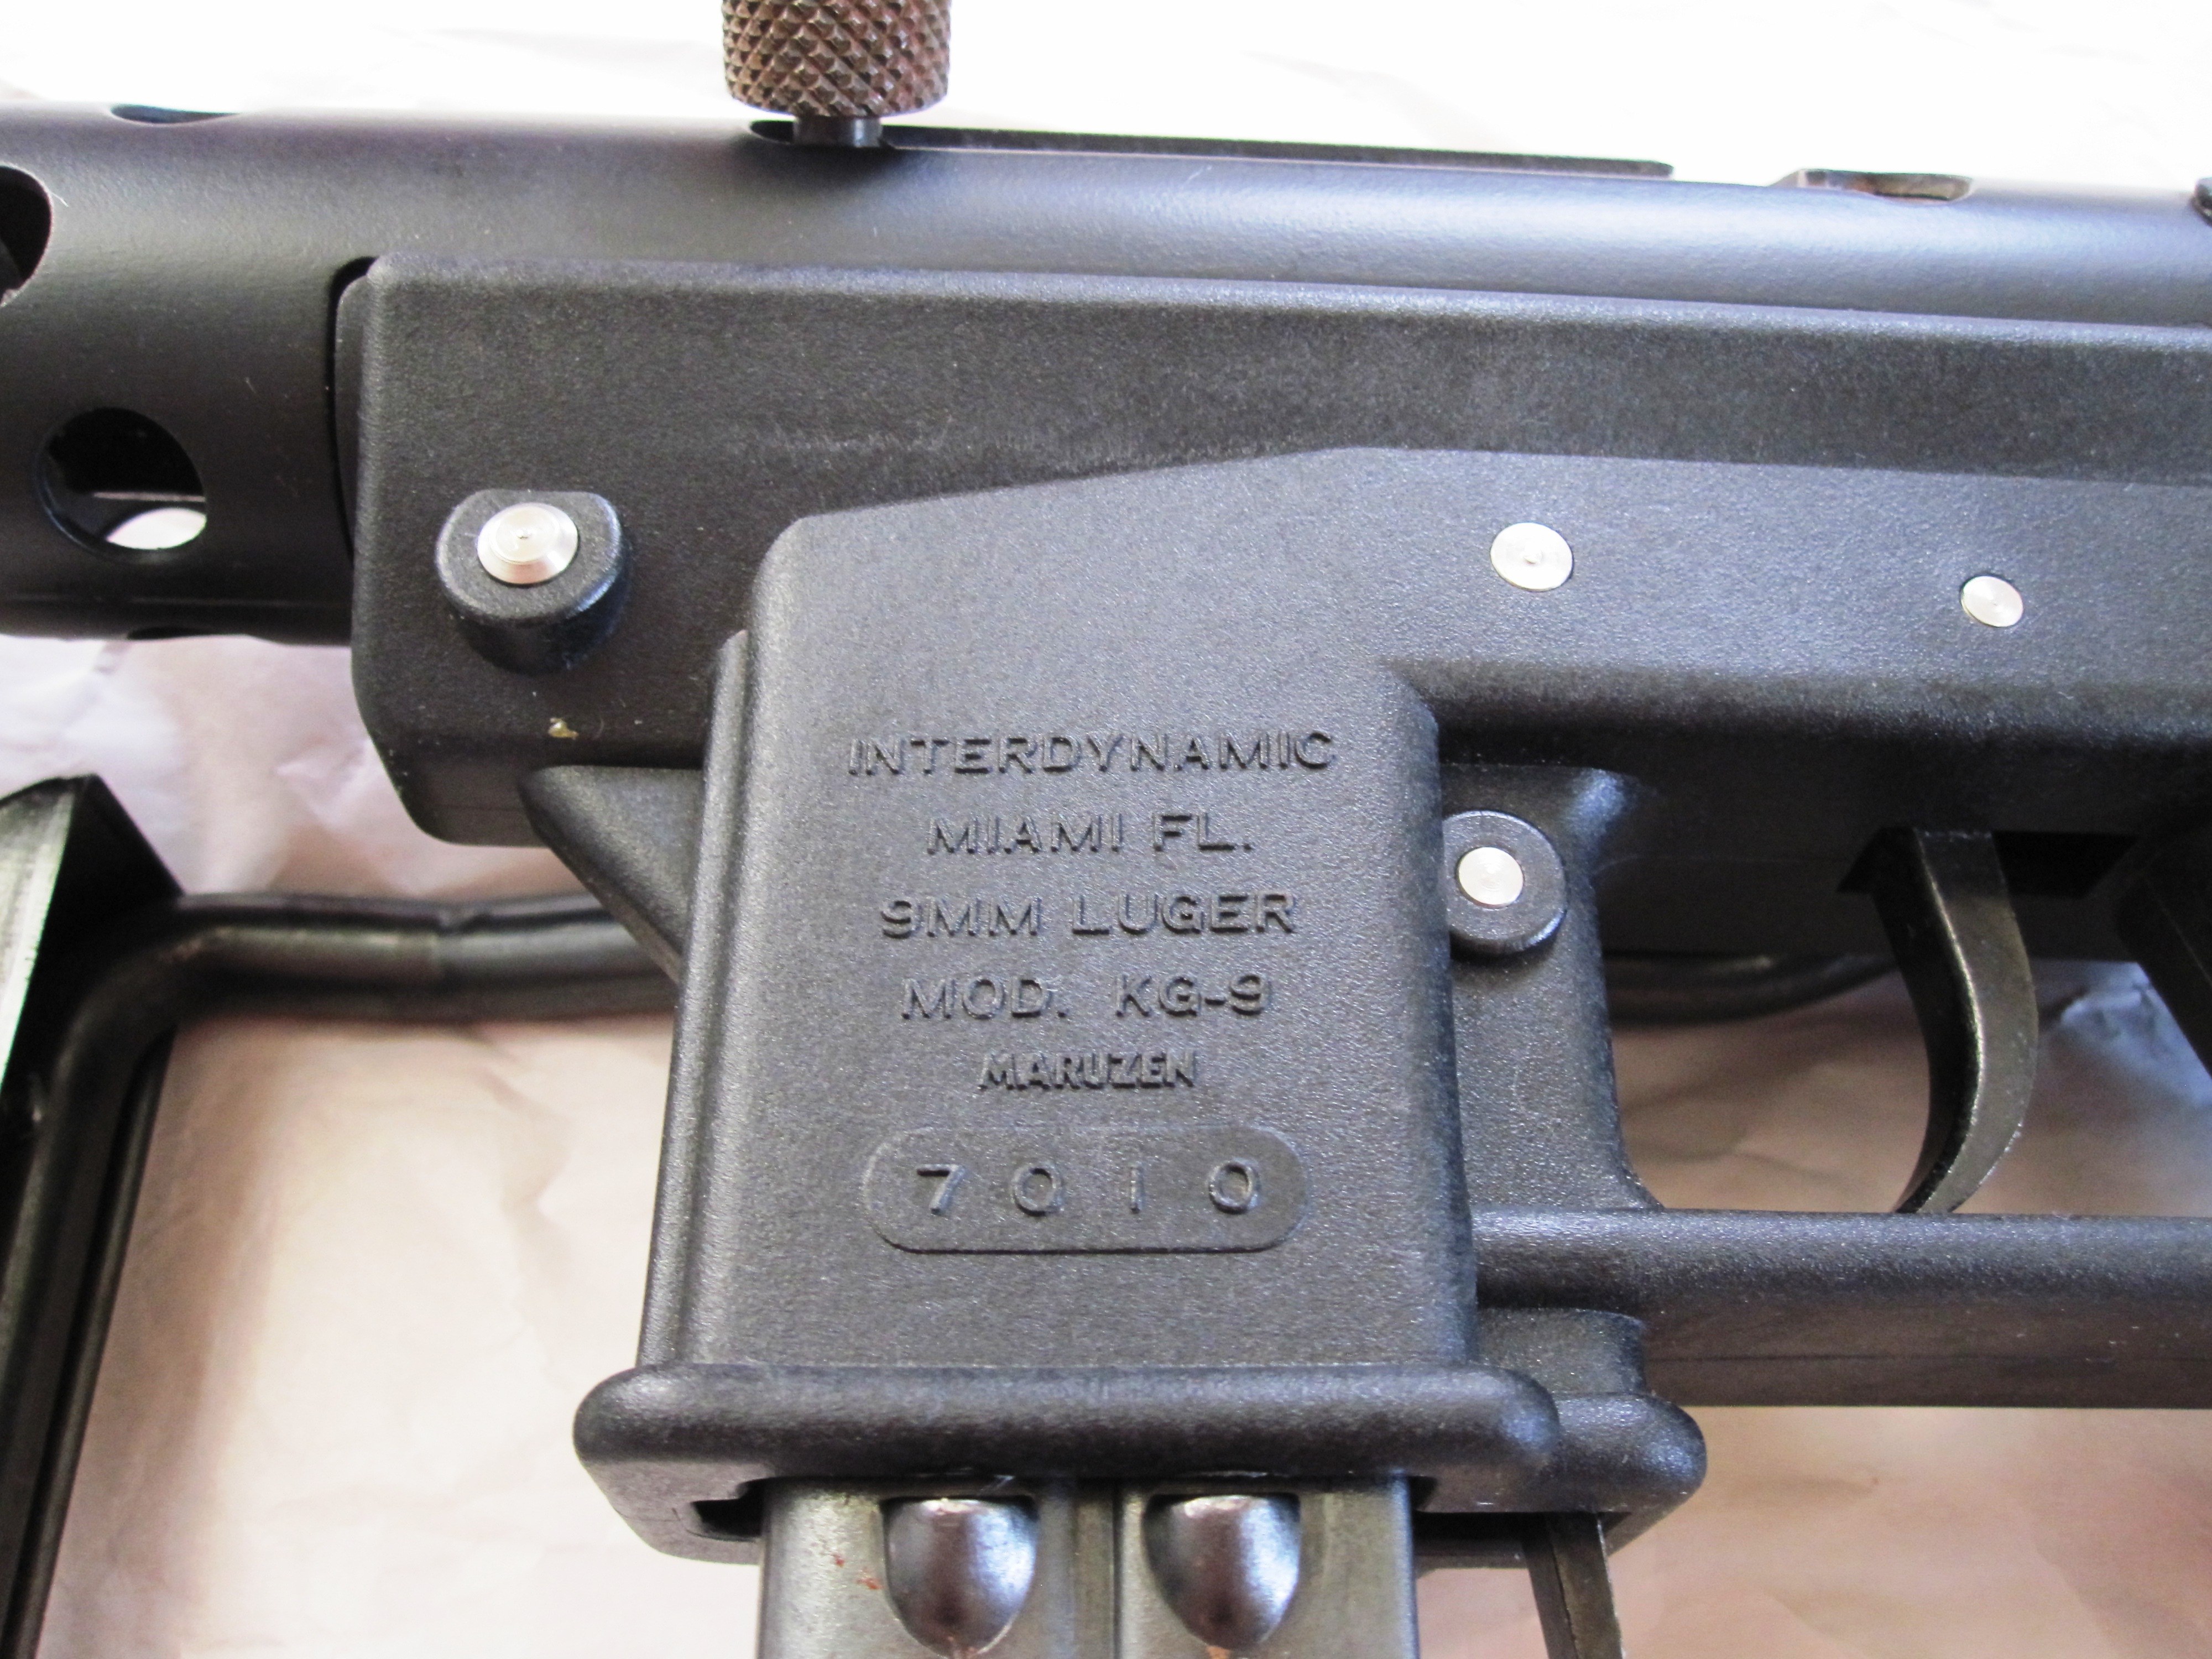 INTERDYNAMIC
MIAMI FL.
9MM LUGER
MOD. KG-9
MARUZEN
7010